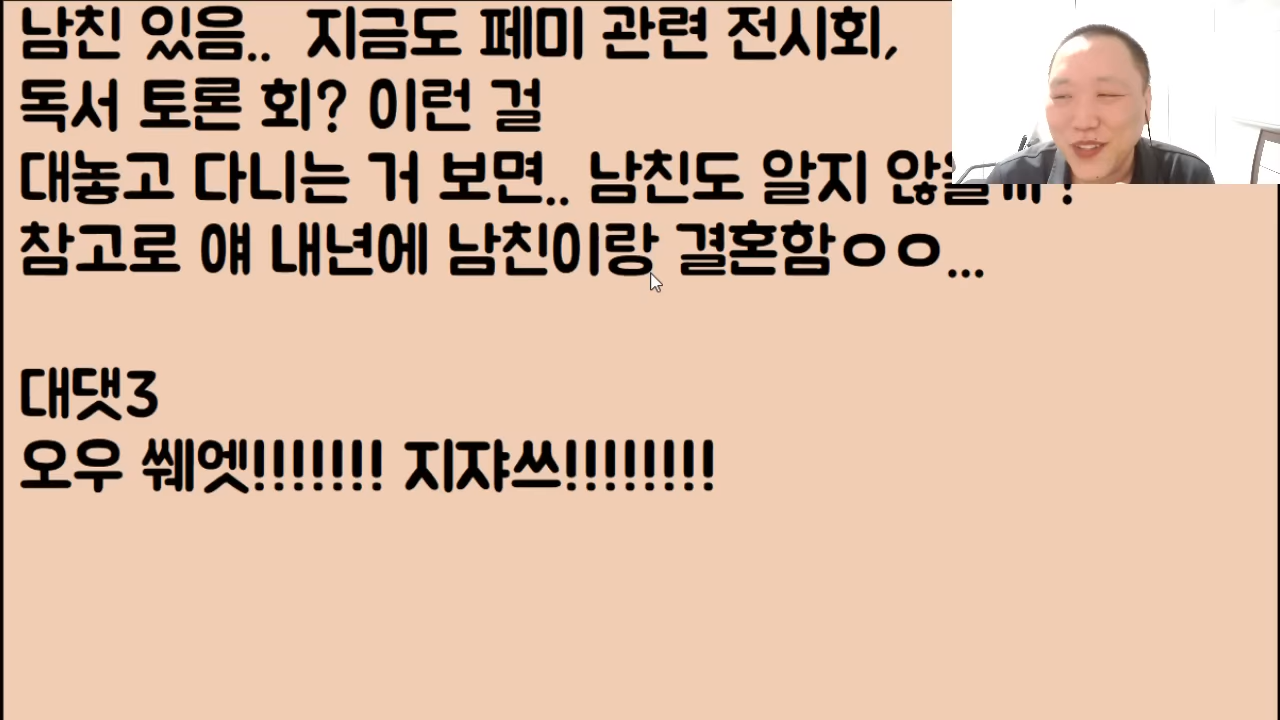 남친 있음.. 지금도 페미 관련 전시회,
독서 토론 회? 이런 걸
대놓고 다니는 거 보면.. 남친도 알지
참고로 얘 내년에 남친이랑 결혼함ㅇㅇ...
대댓3
오우 쒜엣!!!!!!! 지쟈쓰!!!!!!!!